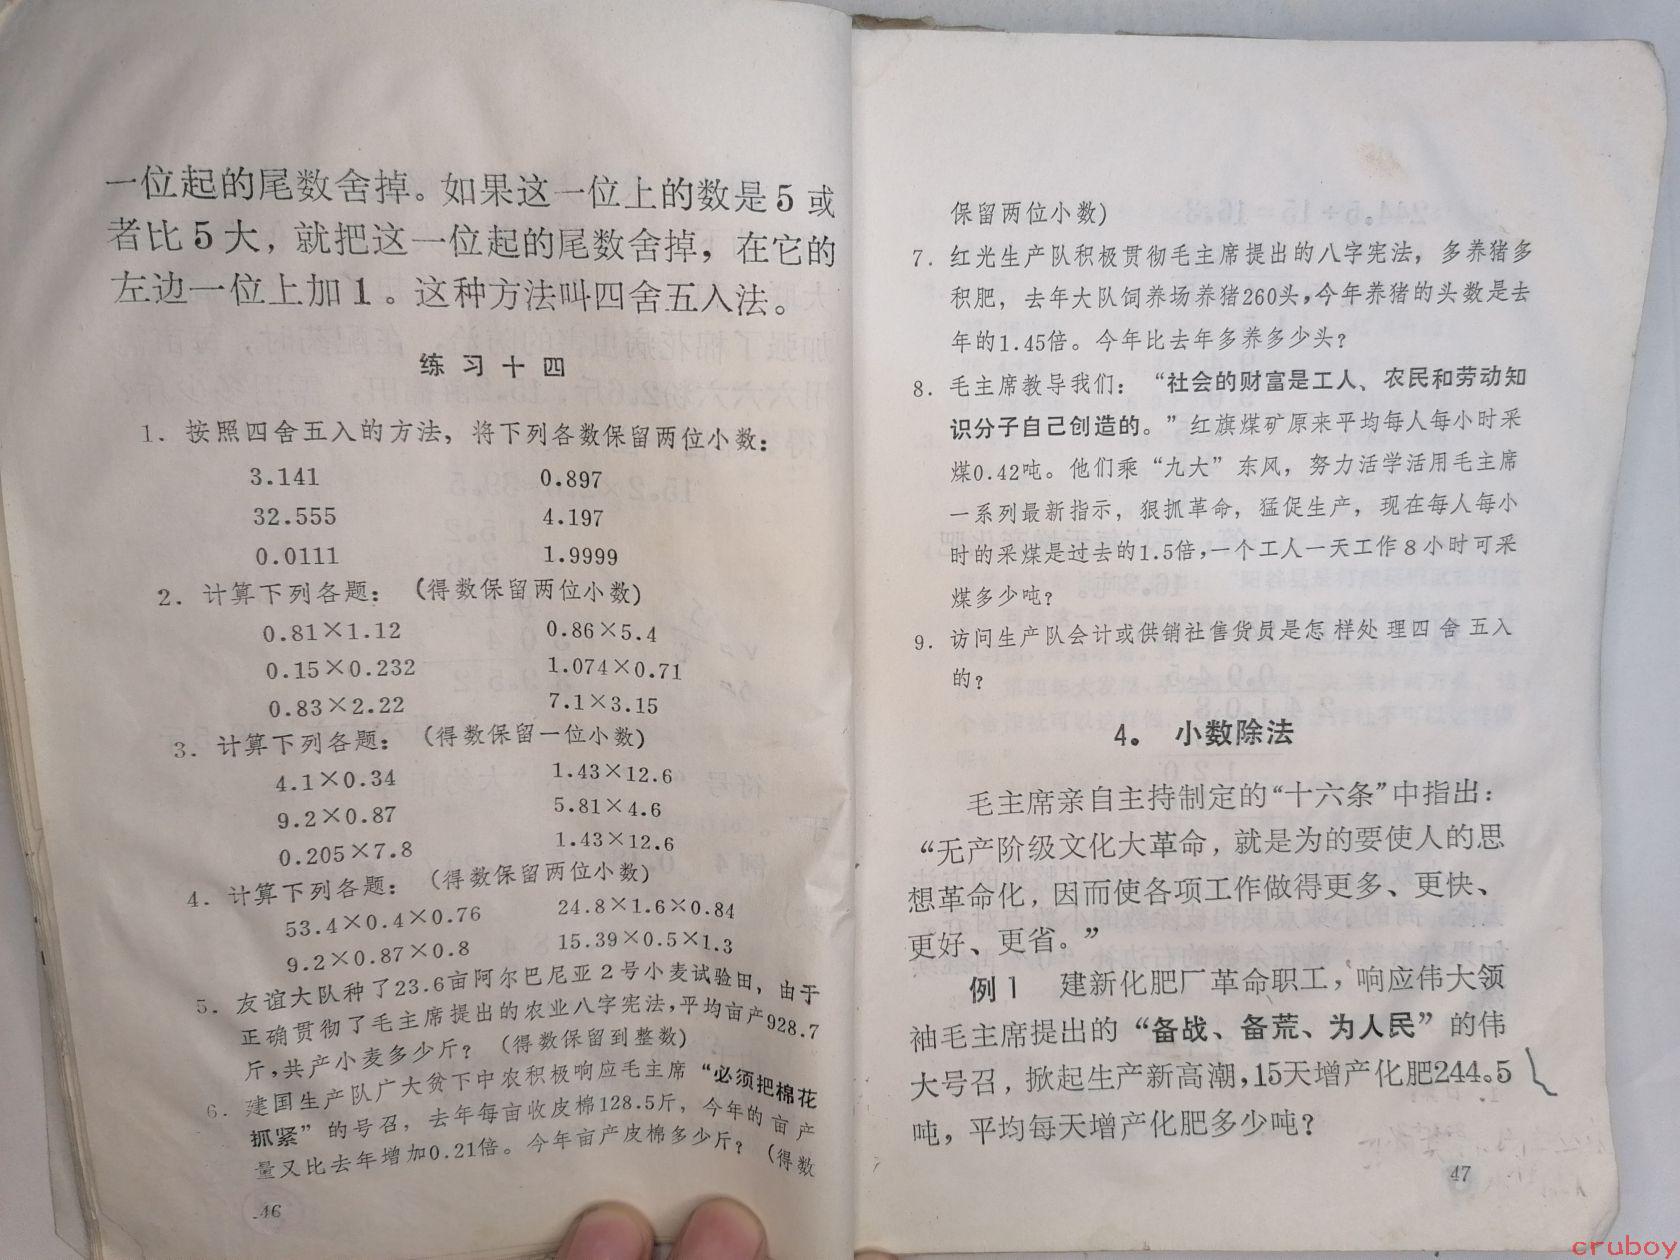 一位起的尾数舍掉。如果这一位上的数是5或
者比5大，就把这一位起的尾数舍掉，在它的
左边一位上加1。这种方法叫四舍五入法。
练习十四
1. 按照四舍五入的方法，将下列各数保留两位小数：
3.141 0.897
32.555 4.197
0.0111 1.9999
2. 计算下列各题：（得数保留两位小数）
0.81×1.12 0.86×5.4
0.15×0.232 1.074×0.71
0.83×2.22 7.1×3.15
3. 计算下列各题：（得数保留一位小数）
4.1×0.34 1.43×12.6
9.2×0.87 5.81×4.6
0.205×7.8 1.43×12.6
4. 计算下列各题：（得数保留两位小数）
53.4×0.4×0.76 24.8×1.6×0.84
9.2×0.87×0.8 15.39×0.5×1.3
5. 友谊大队种了23.6亩阿尔巴尼亚2号小麦试验田，由于
正确贯彻了毛主席提出的农业八字宪法，平均亩产928.7
斤，共产小麦多少斤？（得数保留到整数）
6. 建国生产队广大贫下中农积极响应毛主席“必须把棉花
抓紧”的号召，去年每亩收皮棉128.5斤，今年的亩产
量又比去年增加0.21倍。今年亩产皮棉多少斤？（得数
46
保留两位小数)
7. 红光生产队积极贯彻毛主席提出的八字宪法，多养猪多
积肥，去年大队饲养场养猪260头，今年养猪的头数是去
年的1.45倍。今年比去年多养多少头？
8. 毛主席教导我们：“社会的财富是工人、农民和劳动知
识分子自己创造的。”红旗煤矿原来平均每人每小时采
煤0.42吨。他们乘“九大”东风，努力活学活用毛主席
一系列最新指示，狠抓革命，猛促生产，现在每人每小
时的采煤是过去的1.5倍，一个工人一天工作8小时可采
煤多少吨？
9. 访问生产队会计或供销社售货员是怎样处理四舍五入
的？
4。 小数除法
毛主席亲自主持制定的“十六条”中指出：
“无产阶级文化大革命，就是为的要使人的思
想革命化，因而使各项工作做得更多、更快、
更好、更省。”
例1 建新化肥厂革命职工，响应伟大领
袖毛主席提出的“备战、备荒、为人民”的伟
大号召，掀起生产新高潮，15天增产化肥244。5
吨，平均每天增产化肥多少吨？
47
cruboy